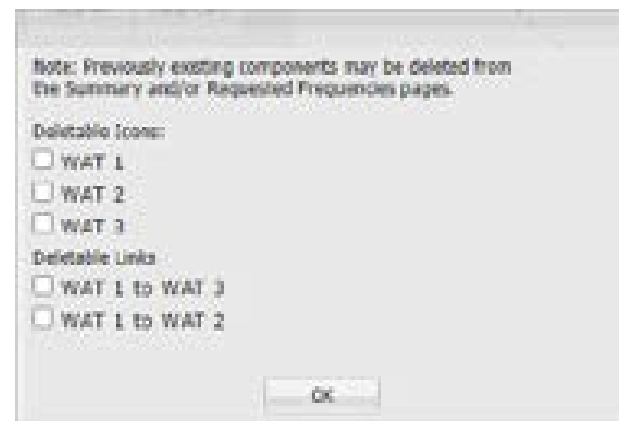 Note: Previously existing components may be deleted from
the Summary and/or Requested Frequencies pages.
Deletable Icons:
WAT 1
WAT 2
WAT 3
Deletable Links
WAT 1 to WAT 3
WAT 1 to WAT 2
OK